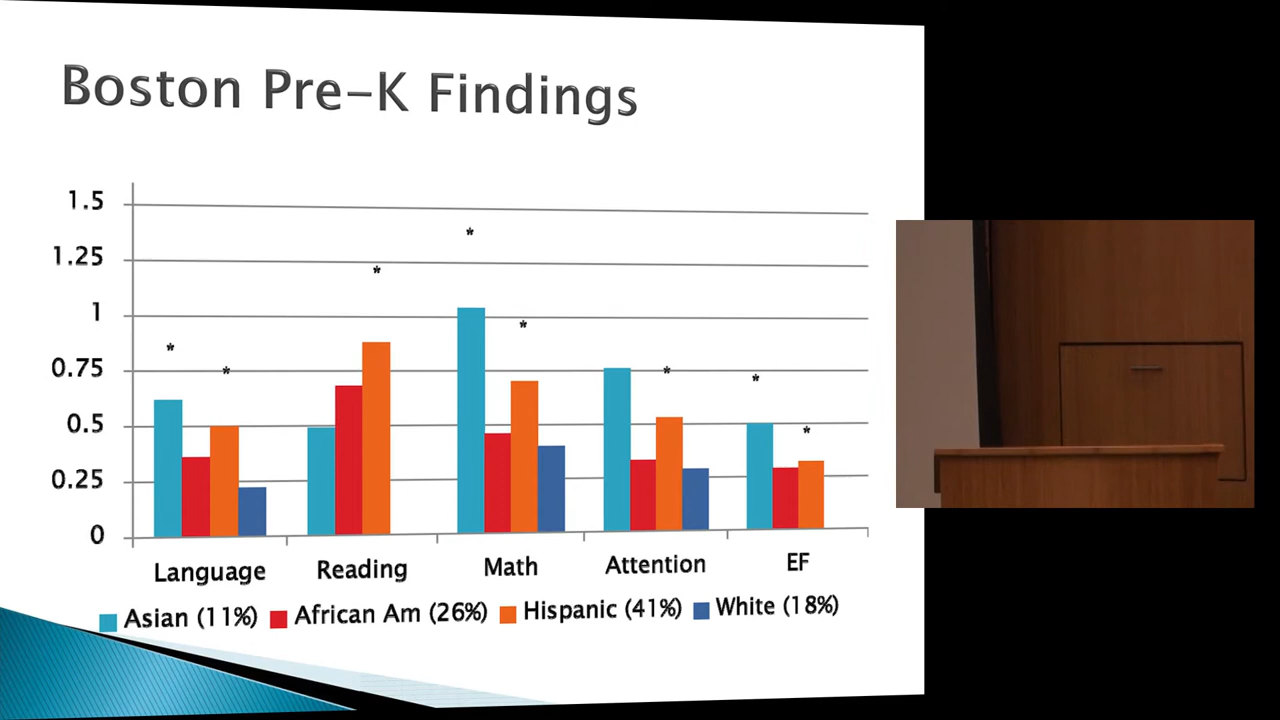 Boston Pre-K Findings
1.5
1.25
1
0.75
0.5
0.25
0
* * * * * * * * *
Language Reading Math Attention EF
Asian (11%) African Am (26%) Hispanic (41%) White (18%)